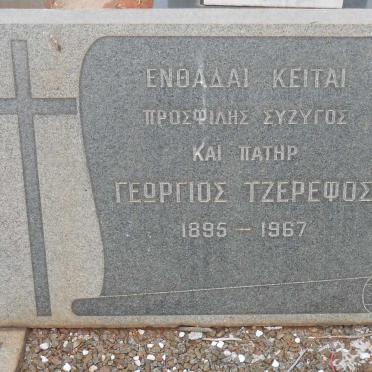 ΕΝΘΑΔΑΙ ΚΕΙΤΑΙ
ΠΡΟΣΦΙΛΗΣ ΣΥΖΥΓΟΣ
ΚΑΙ ΠΑΤΗΡ
ΓΕΩΡΓΙΟΣ ΤΖΕΡΕΦΟΣ
1895 – 1967